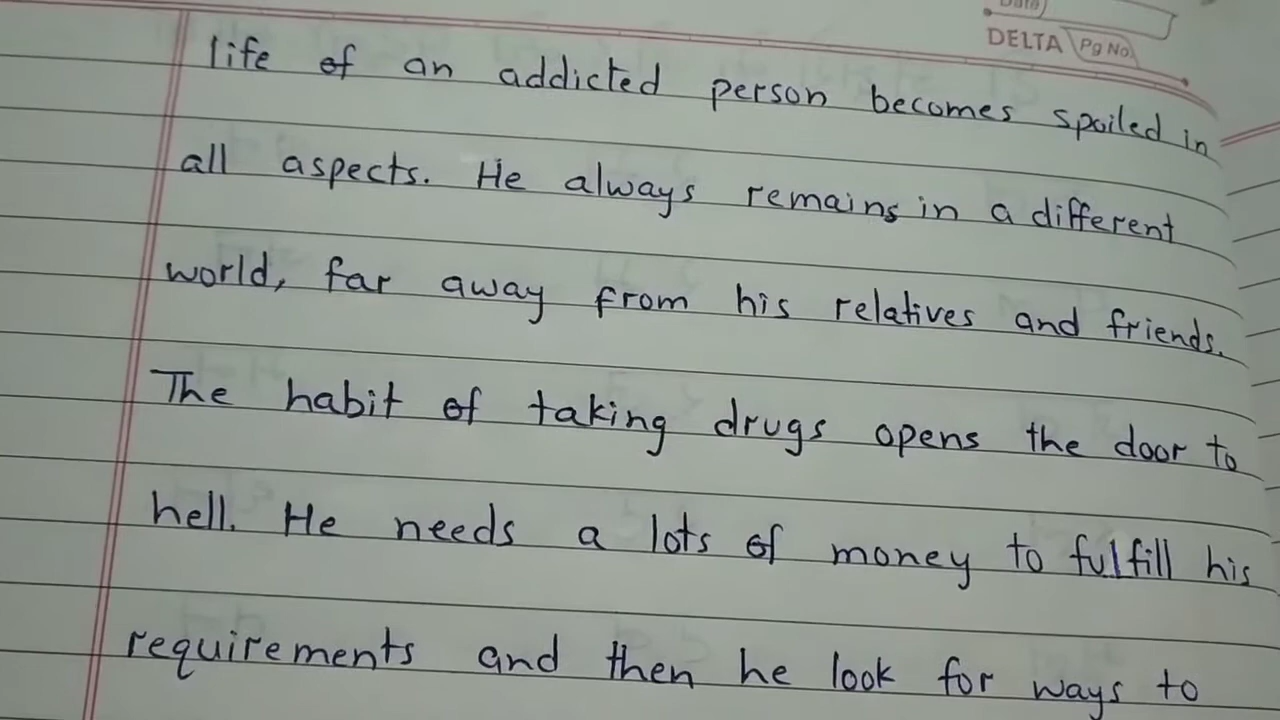 Date
DELTA Pg No.
life of an addicted person becomes spoiled in
all aspects. He always remains in a different
world, far away from his relatives and friends.
The habit of taking drugs opens the door to
hell. He needs a lots of money to fulfill his
requirements and then he look for ways to